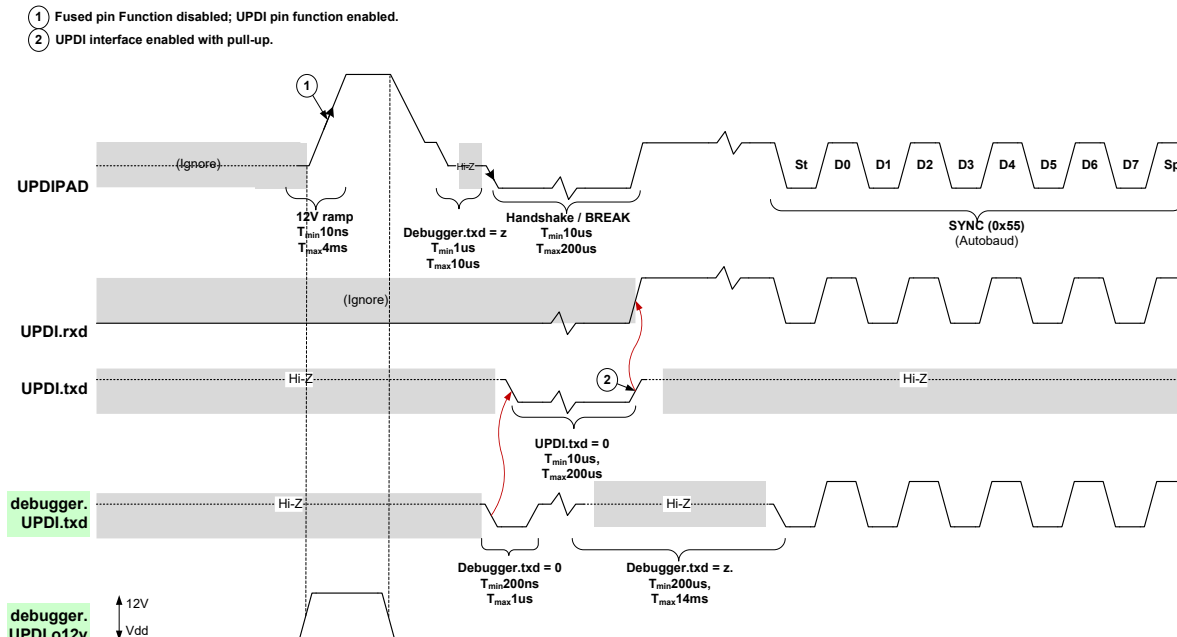 1 Fused pin Function disabled; UPDI pin function enabled.
2 UPDI interface enabled with pull-up.
1
(Ignore)
Hi-Z
St D0 D1 D2 D3 D4 D5 D6 D7 Sp
UPDIPAD
12V ramp
Tmin10ns
Tmax4ms
Debugger.txd = z
Tmin1us
Tmax10us
Handshake / BREAK
Tmin10us
Tmax200us
SYNC (0x55)
(Autobaud)
(Ignore)
UPDI.rxd
Hi-Z
2
Hi-Z
UPDI.txd
UPDI.txd = 0
Tmin10us,
Tmax200us
debugger.
UPDI.txd
Hi-Z
Hi-Z
Debugger.txd = 0
Tmin200ns
Tmax1us
Debugger.txd = z.
Tmin200us,
Tmax14ms
debugger.
UPDI.o12v
12V
Vdd